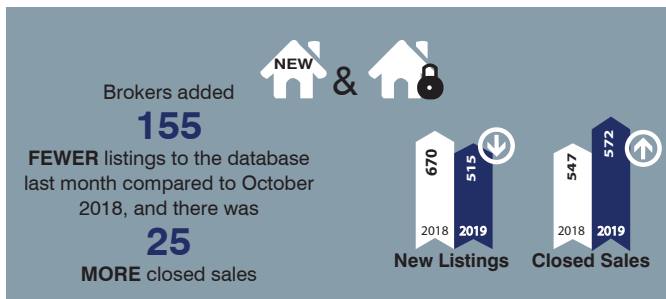 NEW
&
Brokers added
155
FEWER listings to the database
last month compared to October
2018, and there was
25
MORE closed sales
670
515
2018 2019
New Listings
547
572
2018 2019
Closed Sales